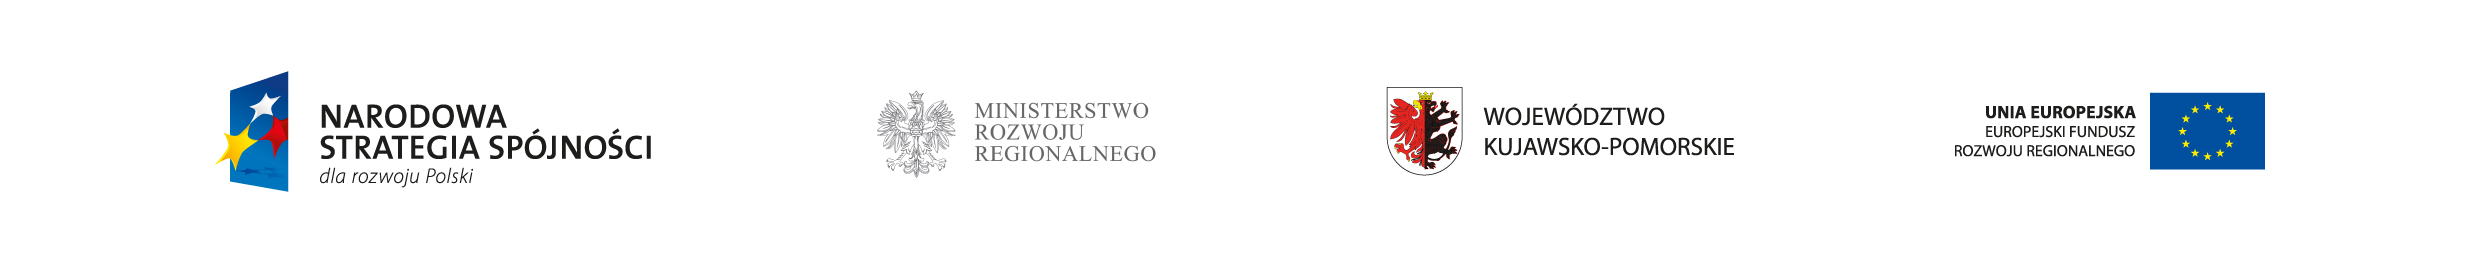 NARODOWA
STRATEGIA SPÓJNOŚCI
dla rozwoju Polski
MINISTERSTWO
ROZWOJU
REGIONALNEGO
WOJEWÓDZTWO
KUJAWSKO-POMORSKIE
UNIA EUROPEJSKA
EUROPEJSKI FUNDUSZ
ROZWOJU REGIONALNEGO